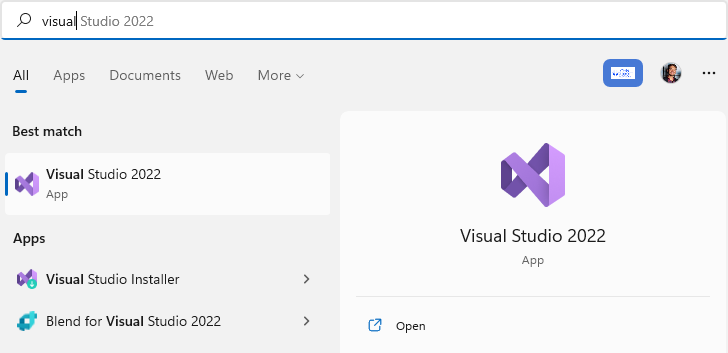 visual Studio 2022
All Apps Documents Web More
Best match
Visual Studio 2022
App
Apps
Visual Studio Installer
Blend for Visual Studio 2022
Visual Studio 2022
App
Open